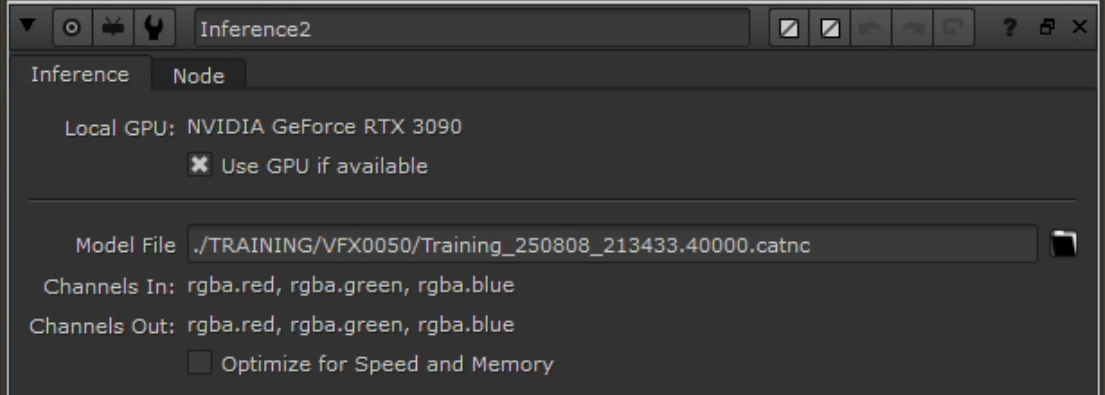 Inference2 ?
Inference Node
Local GPU: NVIDIA GeForce RTX 3090
Use GPU if available
Model File ./TRAINING/VFX0050/Training_250808_213433.40000.catnc
Channels In: rgba.red, rgba.green, rgba.blue
Channels Out: rgba.red, rgba.green, rgba.blue
Optimize for Speed and Memory